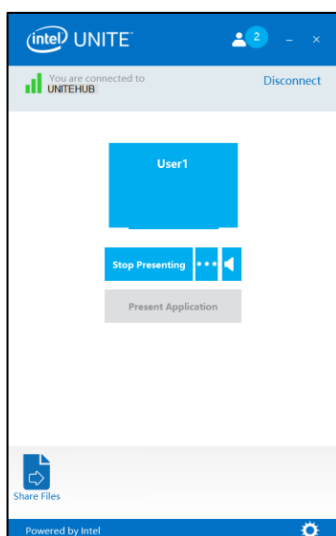 intel UNITE
2
You are connected to
UNITEHUB
Disconnect
User1
Stop Presenting
Present Application
Share Files
Powered by Intel